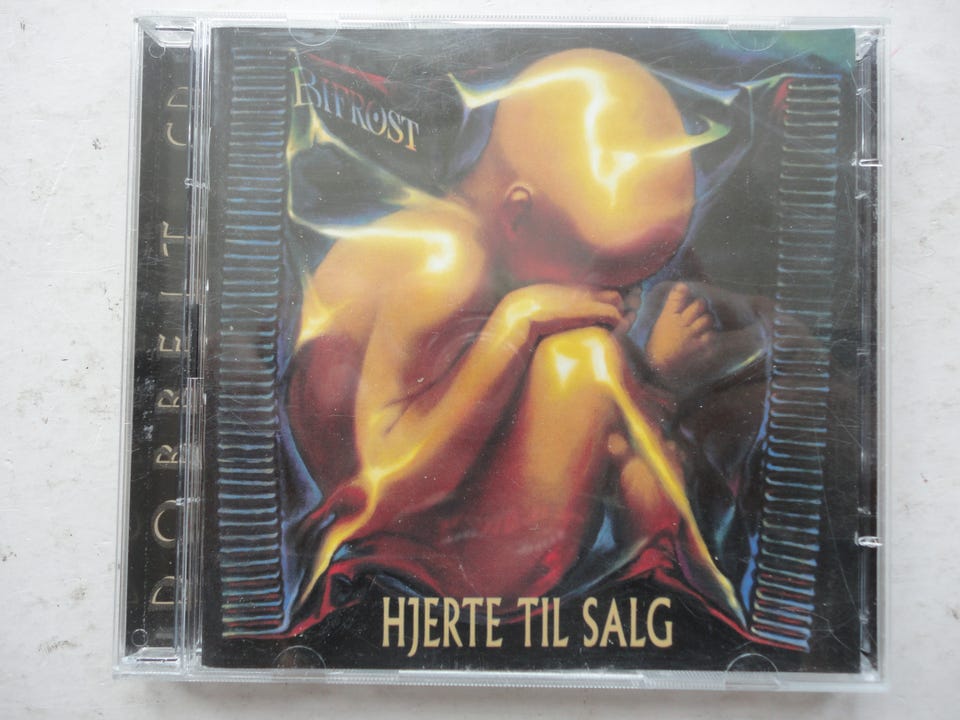 DOBBELT CD
BIFROST
HJERTE TIL SALG